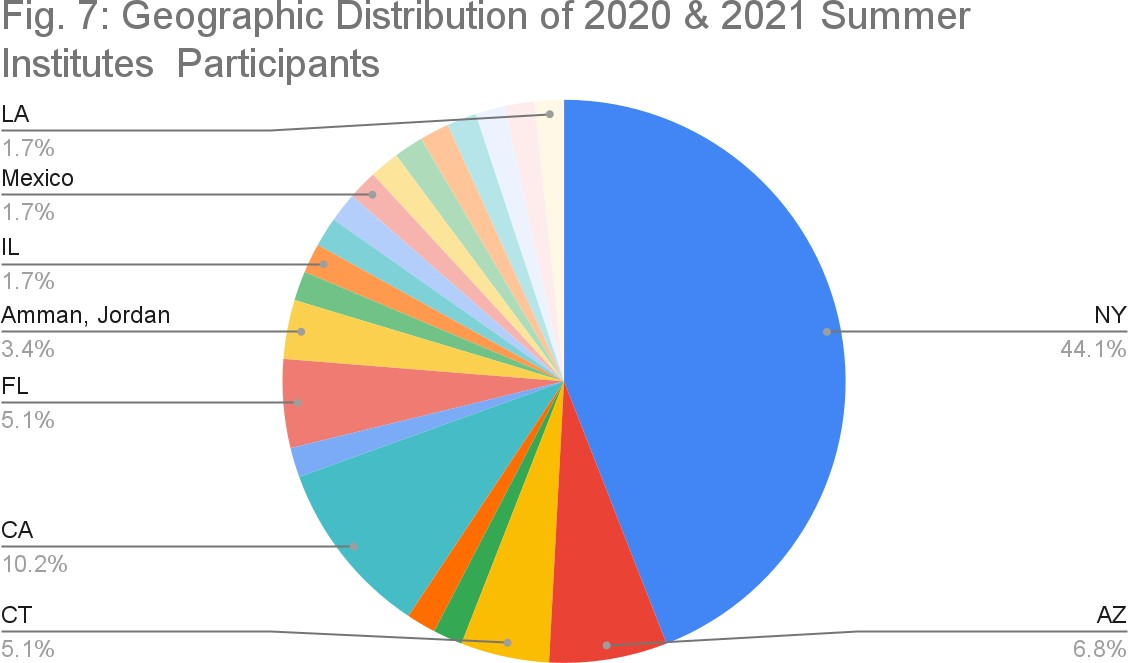 Fig. 7: Geographic Distribution of 2020 & 2021 Summer
Institutes  Participants
LA
1.7%
Mexico
1.7%
IL
1.7%
Amman, Jordan
3.4%
FL
5.1%
CA
10.2%
CT
5.1%
NY
44.1%
AZ
6.8%